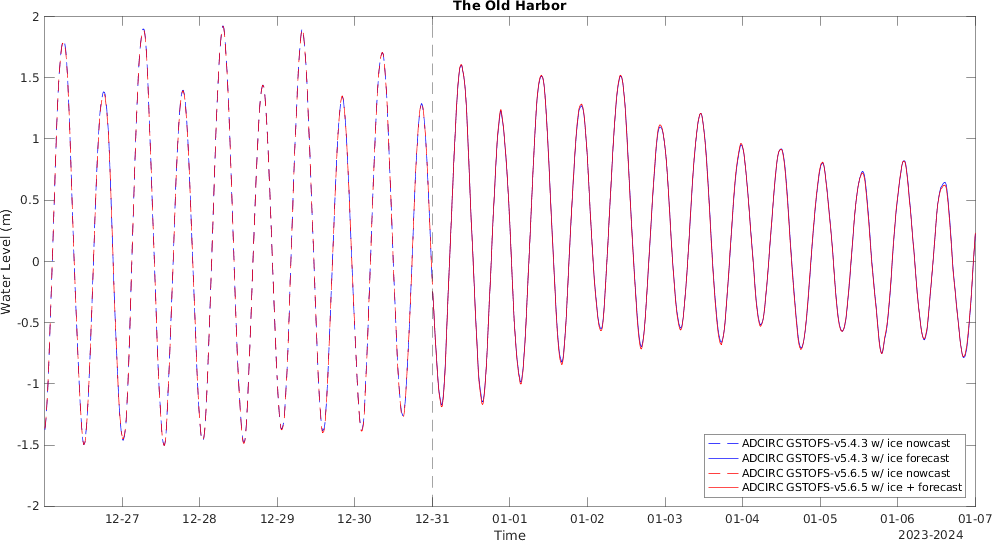 The Old Harbor
2
1.5
1
0.5
0
-0.5
-1
-1.5
-2
Water Level (m)
ADCIRC GSTOFS-v5.4.3 w/ ice nowcast
ADCIRC GSTOFS-v5.4.3 w/ ice forecast
ADCIRC GSTOFS-v5.6.5 w/ ice nowcast
ADCIRC GSTOFS-v5.6.5 w/ ice + forecast
12-27 12-28 12-29 12-30 12-31 01-01 01-02 01-03 01-04 01-05 01-06 01-07
Time
2023-2024